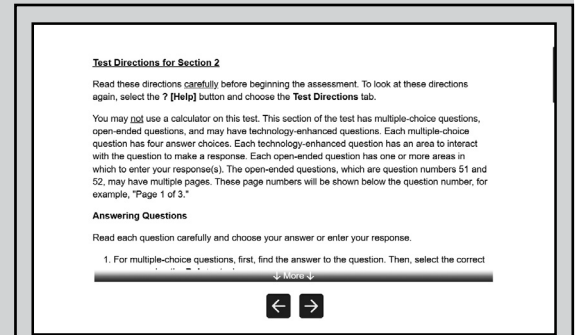 Test Directions for Section 2
Read these directions carefully before beginning the assessment. To look at these directions
again, select the ? [Help] button and choose the Test Directions tab.
You may not use a calculator on this test. This section of the test has multiple-choice questions,
open-ended questions, and may have technology-enhanced questions. Each multiple-choice
question has four answer choices. Each technology-enhanced question has an area to interact
with the question to make a response. Each open-ended question has one or more areas in
which to enter your response(s). The open-ended questions, which are question numbers 51 and
52, may have multiple pages. These page numbers will be shown below the question number, for
example, "Page 1 of 3."
Answering Questions
Read each question carefully and choose your answer or enter your response.
1. For multiple-choice questions, first, find the answer to the question. Then, select the correct
↓ More ↓